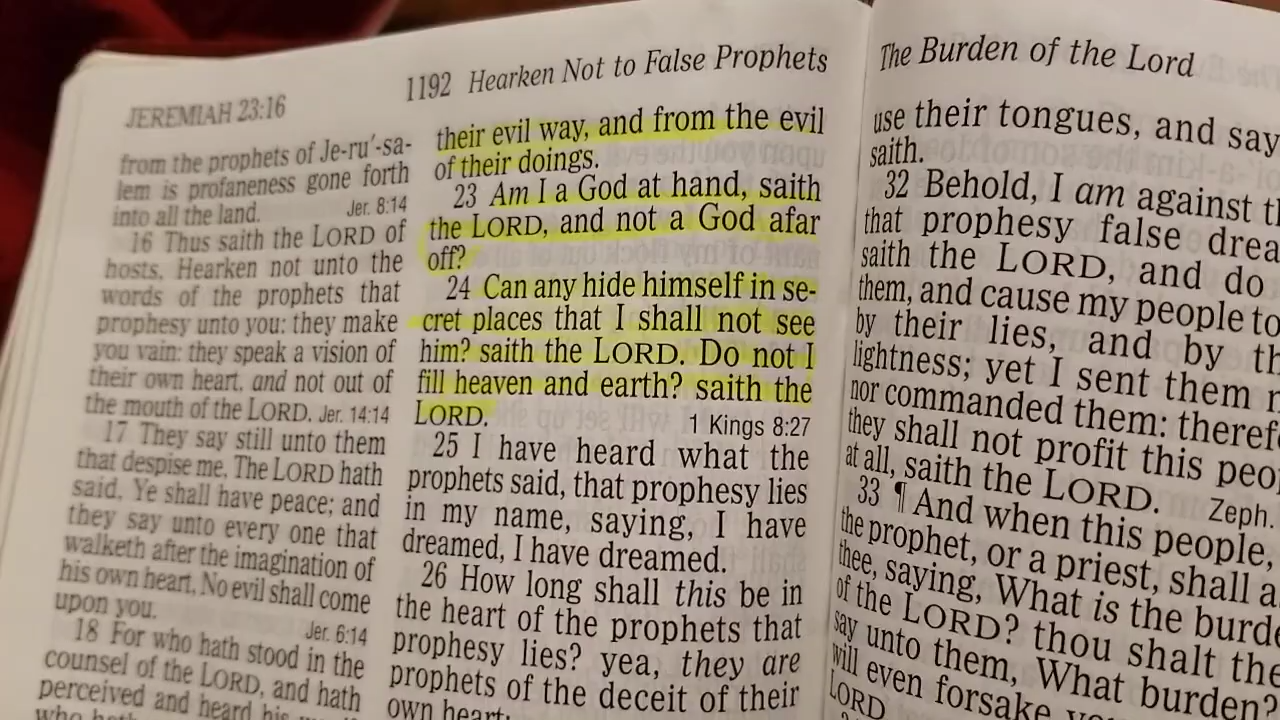 JEREMIAH 23:16
1192 Hearken Not to False Prophets
from the prophets of Je-ru′-sa-
lem is profaneness gone forth
into all the land. Jer. 8:14
16 Thus saith the LORD of
hosts, Hearken not unto the
words of the prophets that
prophesy unto you: they make
you vain: they speak a vision of
their own heart, and not out of
the mouth of the LORD. Jer. 14:14
17 They say still unto them
that despise me, The LORD hath
said, Ye shall have peace; and
they say unto every one that
walketh after the imagination of
his own heart, No evil shall come
upon you. Jer. 6:14
18 For who hath stood in the
counsel of the LORD, and hath
perceived and heard his
who hath
their evil way, and from the evil
of their doings.
23 Am I a God at hand, saith
the LORD, and not a God afar
off?
24 Can any hide himself in se-
cret places that I shall not see
him? saith the LORD. Do not I
fill heaven and earth? saith the
LORD. 1 Kings 8:27
25 I have heard what the
prophets said, that prophesy lies
in my name, saying, I have
dreamed, I have dreamed.
26 How long shall this be in
the heart of the prophets that
prophesy lies? yea, they are
prophets of the deceit of their
own heart;
The Burden of the Lord
use their tongues, and say
saith.
32 Behold, I am against th
that prophesy false drea
saith the LORD, and do
them, and cause my people to
by their lies, and by th
lightness; yet I sent them n
nor commanded them: theref
they shall not profit this peop
at all, saith the LORD. Zeph.
33 ¶ And when this people,
the prophet, or a priest, shall a
thee, saying, What is the burde
of the LORD? thou shalt the
say unto them, What burden?
will even forsake yo
LORD